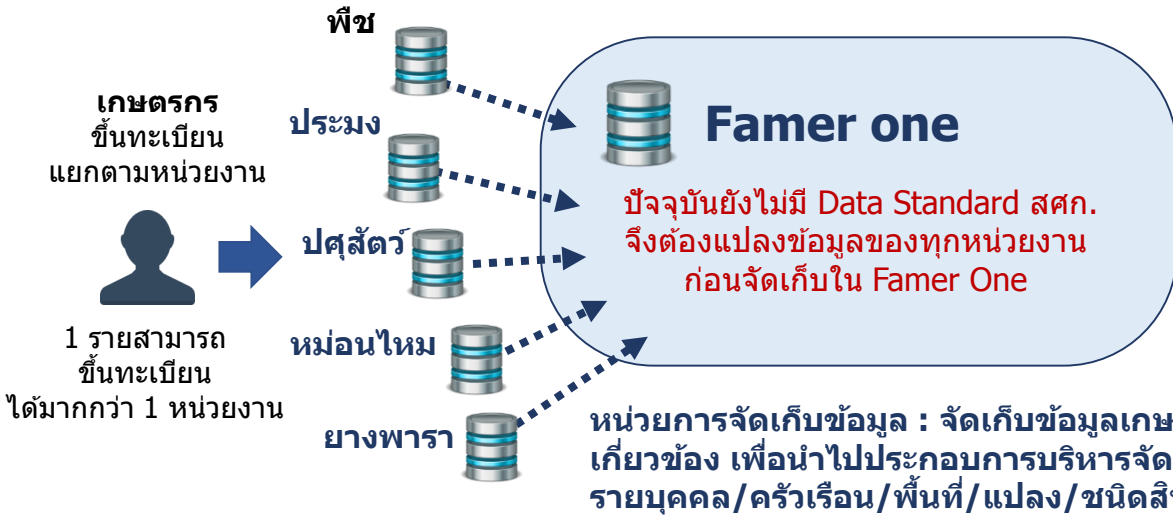 พืช
เกษตรกร
ขึ้นทะเบียน
แยกตามหน่วยงาน
ประมง
ปศุสัตว์
1 รายสามารถ
ขึ้นทะเบียน
ได้มากกว่า 1 หน่วยงาน
หม่อนไหม
ยางพารา
Famer one
ปัจจุบันยังไม่มี Data Standard สศก.
จึงต้องแปลงข้อมูลของทุกหน่วยงาน
ก่อนจัดเก็บใน Famer One
หน่วยการจัดเก็บข้อมูล : จัดเก็บข้อมูลเกษ
เกี่ยวข้อง เพื่อนำไปประกอบการบริหารจัด
รายบุคคล/ครัวเรือน/พื้นที่/แปลง/ชนิดสิ